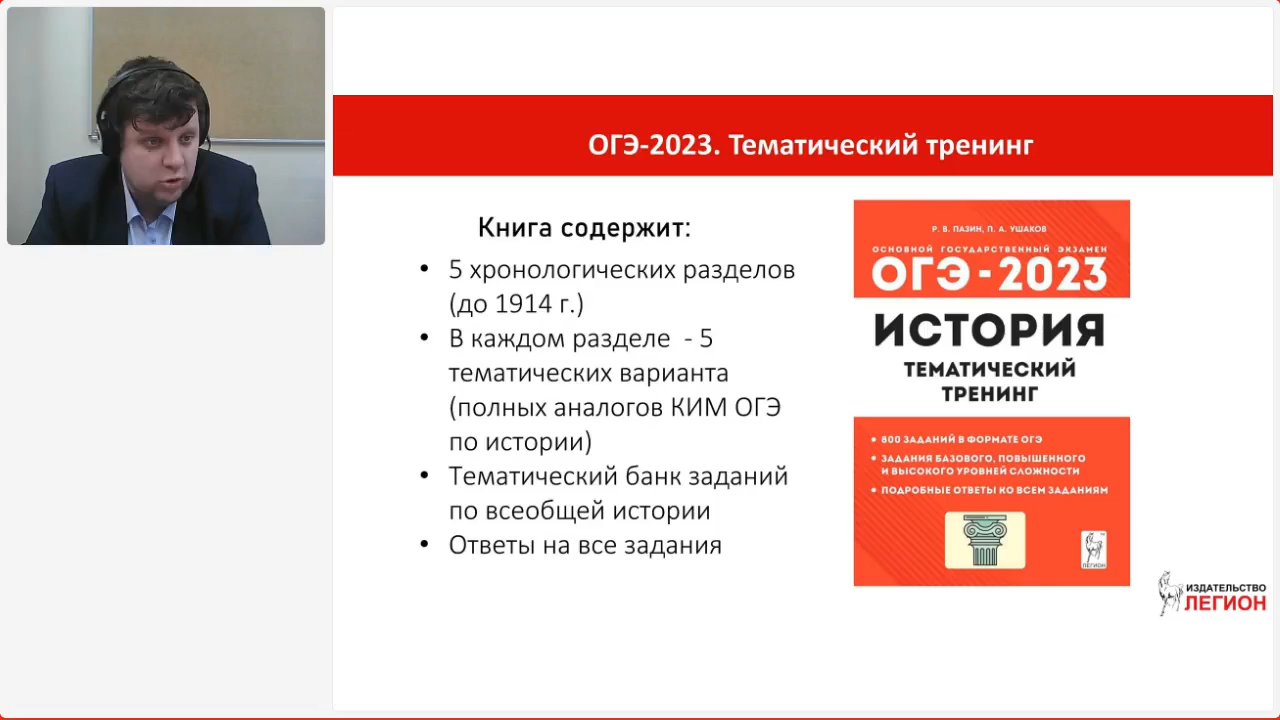 ОГЭ-2023. Тематический тренинг
Книга содержит:
• 5 хронологических разделов
(до 1914 г.)
• В каждом разделе - 5
тематических варианта
(полных аналогов КИМ ОГЭ
по истории)
• Тематический банк заданий
по всеобщей истории
• Ответы на все задания
Р. В. ПАЗИН, П. А. УШАКОВ
ОСНОВНОЙ ГОСУДАРСТВЕННЫЙ ЭКЗАМЕН
ОГЭ-2023
ИСТОРИЯ
ТЕМАТИЧЕСКИЙ
ТРЕНИНГ
• 800 ЗАДАНИЙ В ФОРМАТЕ ОГЭ
• ЗАДАНИЯ БАЗОВОГО, ПОВЫШЕННОГО
И ВЫСОКОГО УРОВНЕЙ СЛОЖНОСТИ
• ПОДРОБНЫЕ ОТВЕТЫ КО ВСЕМ ЗАДАНИЯМ
ЛЕГИОН
ИЗДАТЕЛЬСТВО
ЛЕГИОН